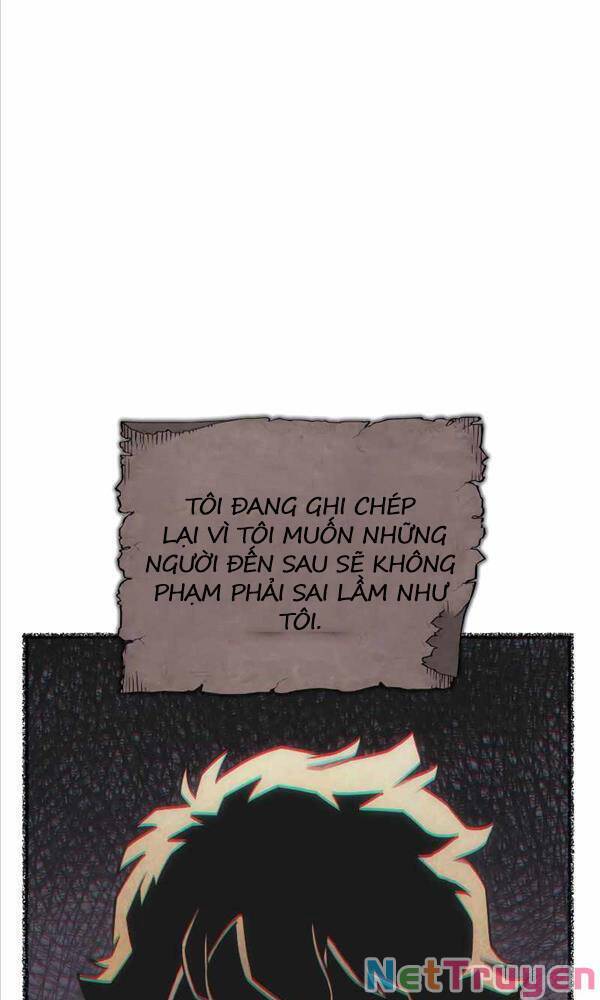 TÔI ĐANG GHI CHÉP
LẠI VÌ TÔI MUỐN NHỮNG
NGƯỜI ĐẾN SAU SẼ KHÔNG
PHẠM PHẢI SAI LẦM NHƯ
TÔI.
NetTruyen